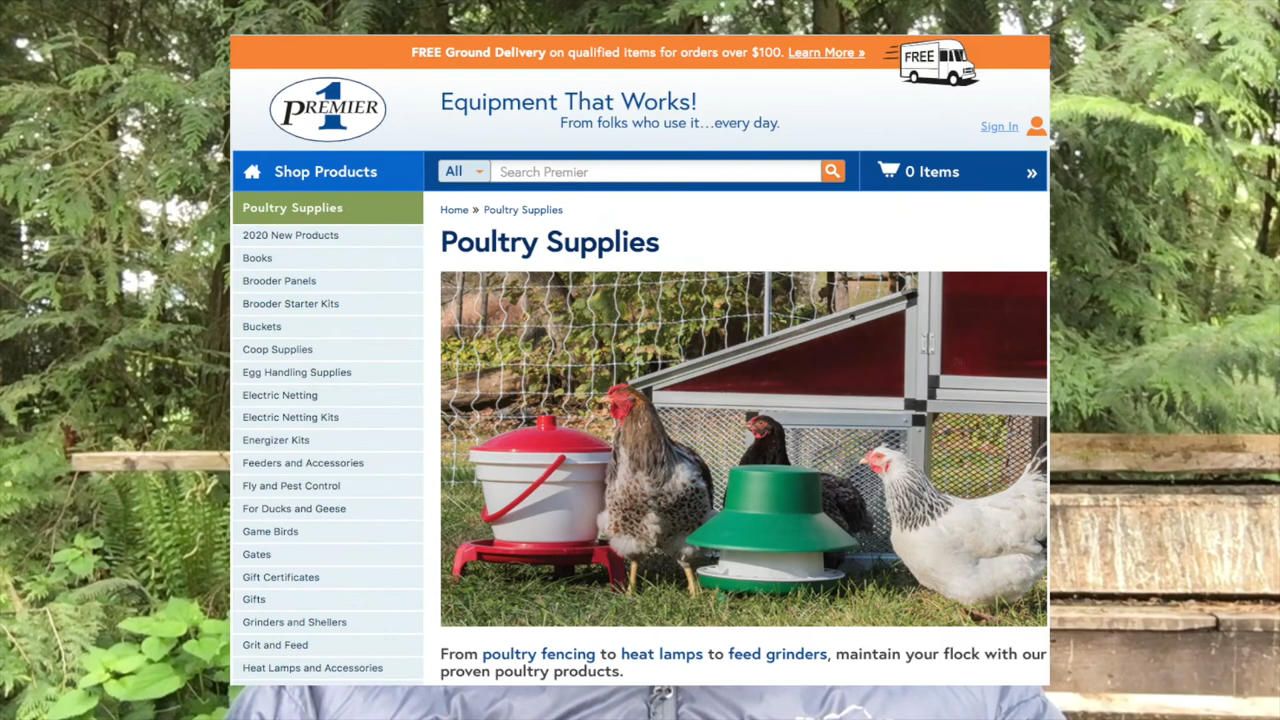 FREE Ground Delivery on qualified items for orders over $100. Learn More »
FREE
1
PREMIER
Equipment That Works!
From folks who use it...every day.
Sign In
Shop Products
All
Search Premier
0 Items »
Poultry Supplies
2020 New Products
Books
Brooder Panels
Brooder Starter Kits
Buckets
Coop Supplies
Egg Handling Supplies
Electric Netting
Electric Netting Kits
Energizer Kits
Feeders and Accessories
Fly and Pest Control
For Ducks and Geese
Game Birds
Gates
Gift Certificates
Gifts
Grinders and Shellers
Grit and Feed
Heat Lamps and Accessories
Home » Poultry Supplies
Poultry Supplies
From poultry fencing to heat lamps to feed grinders, maintain your flock with our
proven poultry products.